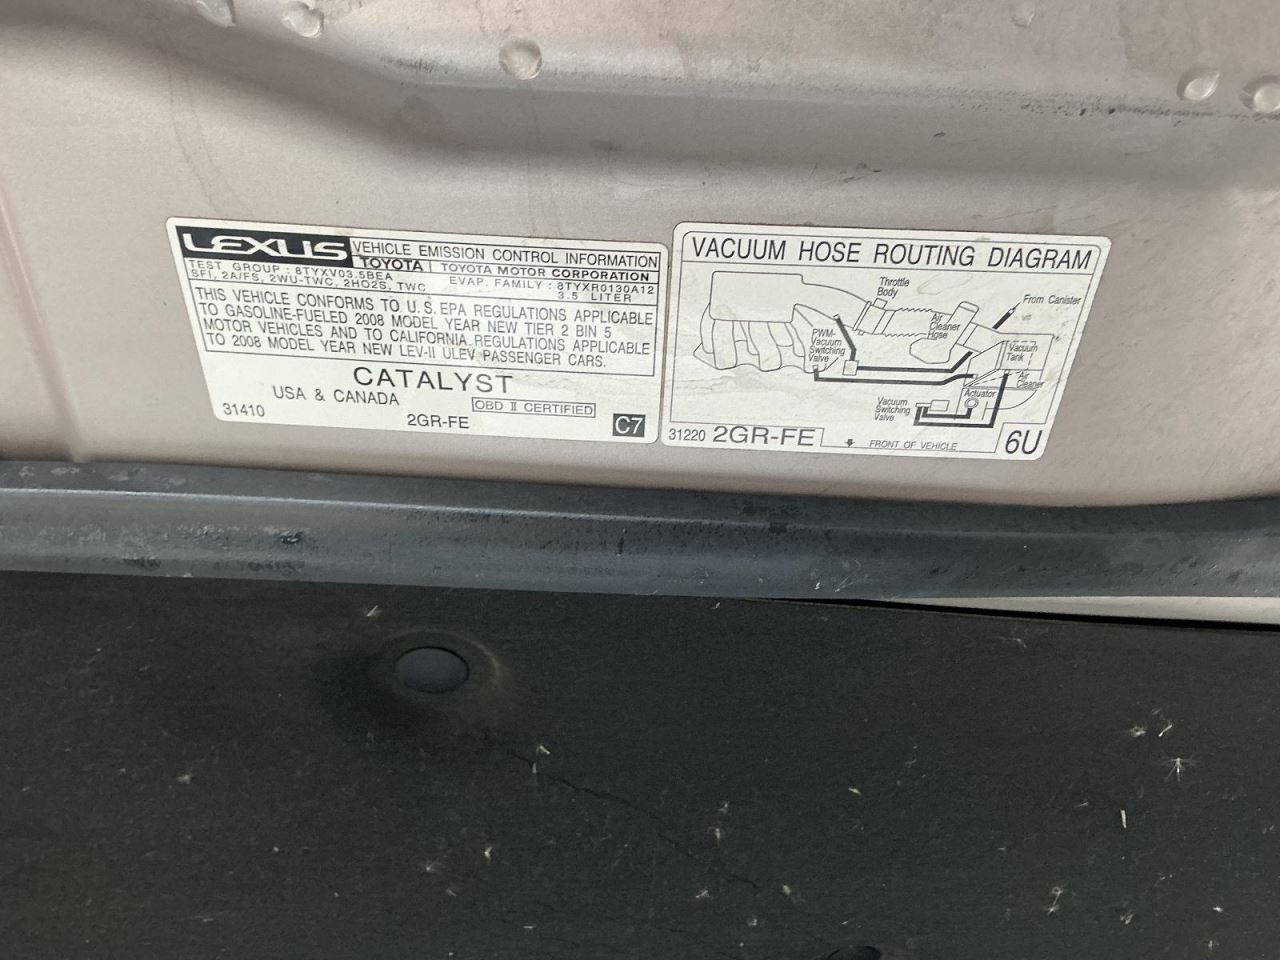 LEXUS VEHICLE EMISSION CONTROL INFORMATION
TOYOTA TOYOTA MOTOR CORPORATION
TEST GROUP : 8TYXV03.5BEA EVAP. FAMILY : 8TYXR0130A12
SFI, 2A/FS, 2WU-TWC, 2HO2S, TWC 3.5 LITER
THIS VEHICLE CONFORMS TO U.S. EPA REGULATIONS APPLICABLE
TO GASOLINE-FUELED 2008 MODEL YEAR NEW TIER 2 BIN 5
MOTOR VEHICLES AND TO CALIFORNIA REGULATIONS APPLICABLE
TO 2008 MODEL YEAR NEW LEV-II ULEV PASSENGER CARS.
CATALYST
USA & CANADA
OBD II CERTIFIED
31410
2GR-FE
C7
VACUUM HOSE ROUTING DIAGRAM
Throttle
Body
From Canister
Air
Cleaner
Hose
PWM-
Vacuum
Switching
Valve
Vacuum
Tank
Air
Cleaner
Actuator
Vacuum
Switching
Valve
31220 2GR-FE
FRONT OF VEHICLE
6U